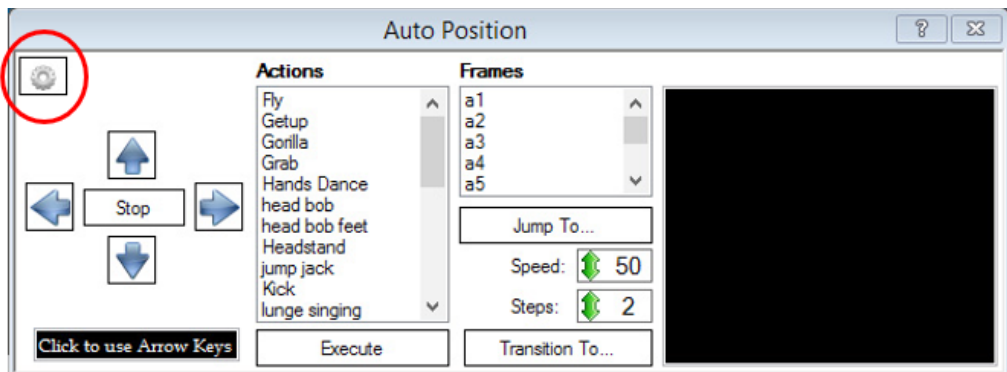 Auto Position
?
Actions
Fly
Getup
Gorilla
Grab
Hands Dance
head bob
head bob feet
Headstand
jump jack
Kick
lunge singing
Execute
Frames
a1
a2
a3
a4
a5
Jump To...
Speed: 50
Steps: 2
Transition To...
Stop
Click to use Arrow Keys